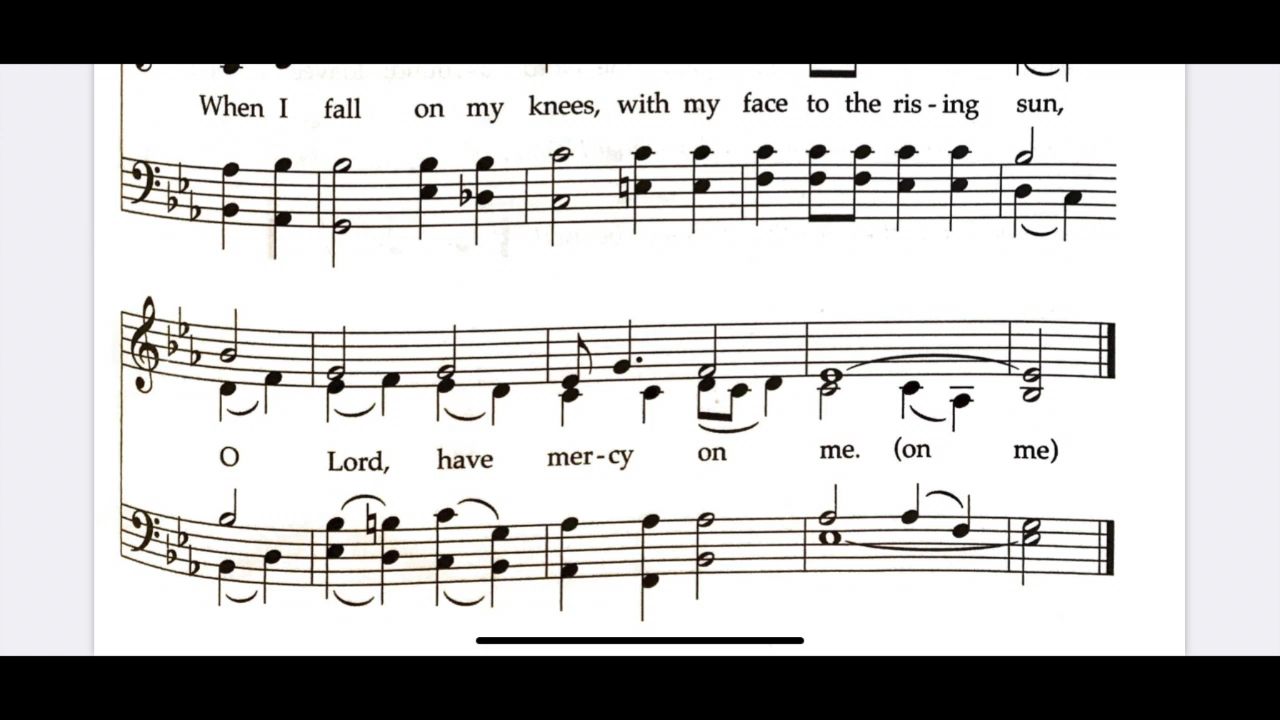 When I fall on my knees, with my face to the ris - ing sun,
O Lord, have mer - cy on me. (on me)